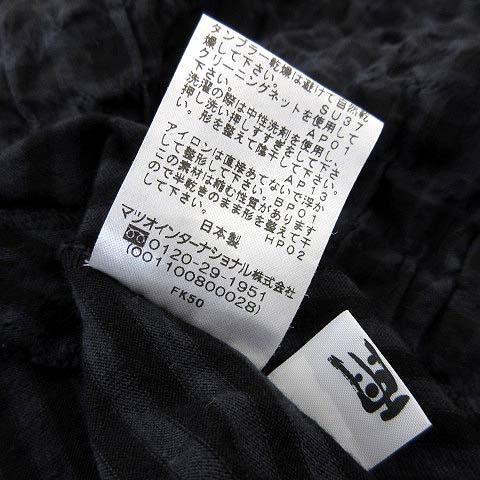 タンブラー乾燥は避けて自然乾
燥して下さい。
SU37
クリーニングネットを使用して
下さい。
AP01
洗濯の際は中性洗剤を使用し
洗い押しすすぎをして下さい。
形を整えて陰干しして下さい。
AP13
アイロンは直接あてないで浮か
して整形して下さい。
BP01
この素材は縮む性質があります
ので半乾きのまま形を整えて干
して下さい。
HP02
日本製
マツオインターナショナル株式会社
0120-29-1951
(001100800028)
FK50